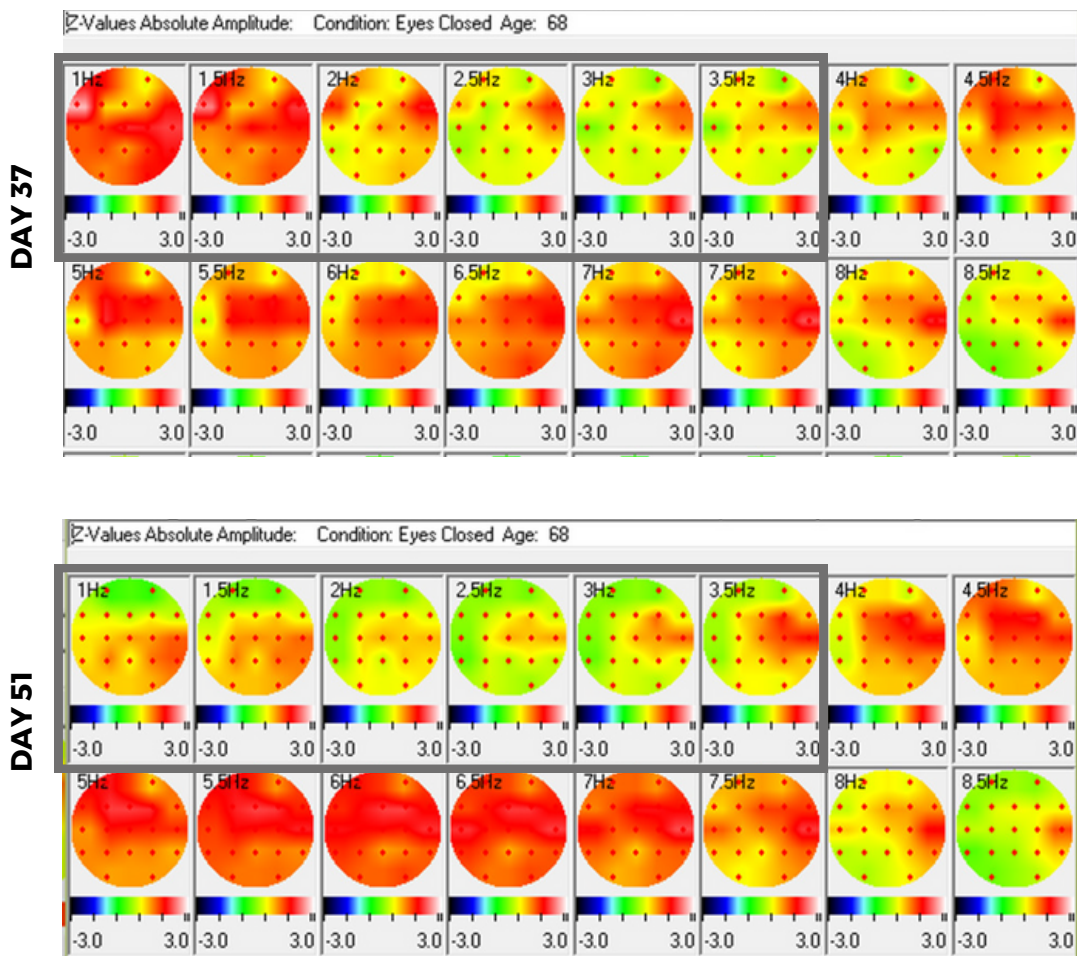 Z-Values Absolute Amplitude: Condition: Eyes Closed Age: 68
DAY 37
1Hz 1.5Hz 2Hz 2.5Hz 3Hz 3.5Hz 4Hz 4.5Hz
-3.0 3.0 -3.0 3.0 -3.0 3.0 -3.0 3.0 -3.0 3.0 -3.0 3.0 -3.0 3.0 -3.0 3.0
5Hz 5.5Hz 6Hz 6.5Hz 7Hz 7.5Hz 8Hz 8.5Hz
-3.0 3.0 -3.0 3.0 -3.0 3.0 -3.0 3.0 -3.0 3.0 -3.0 3.0 -3.0 3.0 -3.0 3.0
Z-Values Absolute Amplitude: Condition: Eyes Closed Age: 68
DAY 51
1Hz 1.5Hz 2Hz 2.5Hz 3Hz 3.5Hz 4Hz 4.5Hz
-3.0 3.0 -3.0 3.0 -3.0 3.0 -3.0 3.0 -3.0 3.0 -3.0 3.0 -3.0 3.0 -3.0 3.0
5Hz 5.5Hz 6Hz 6.5Hz 7Hz 7.5Hz 8Hz 8.5Hz
-3.0 3.0 -3.0 3.0 -3.0 3.0 -3.0 3.0 -3.0 3.0 -3.0 3.0 -3.0 3.0 -3.0 3.0